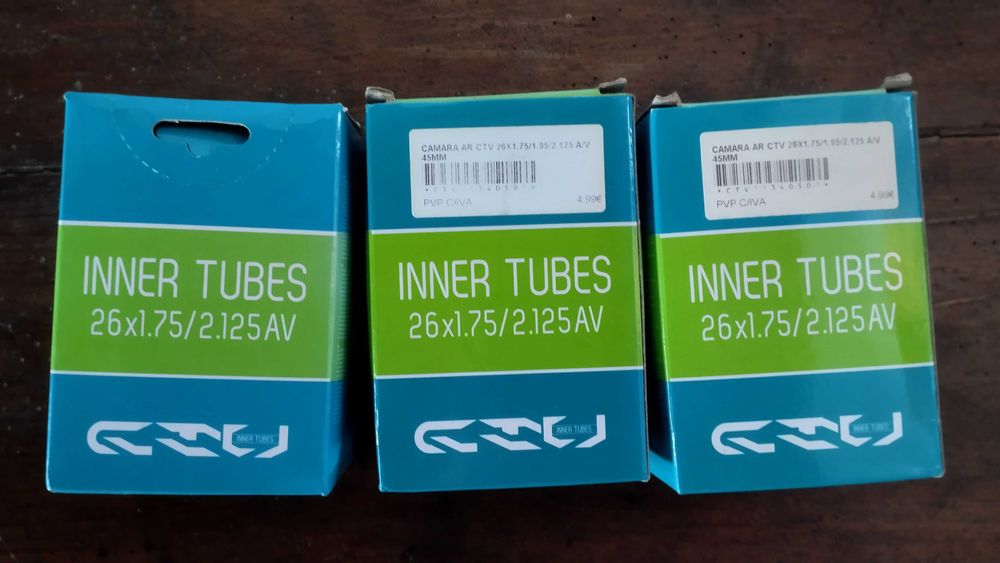 INNER TUBES
26x1.75/2.125AV
INNER TUBES
CAMARA AR CTV 26X1.75/1.95/2.125 A/V
45MM
*CTV11340501*
PVP C/IVA 4.99€
INNER TUBES
26x1.75/2.125AV
INNER TUBES
CAMARA AR CTV 26X1.75/1.95/2.125 A/V
45MM
*CTV11340501*
PVP C/IVA 4.99€
INNER TUBES
26x1.75/2.125AV
INNER TUBES